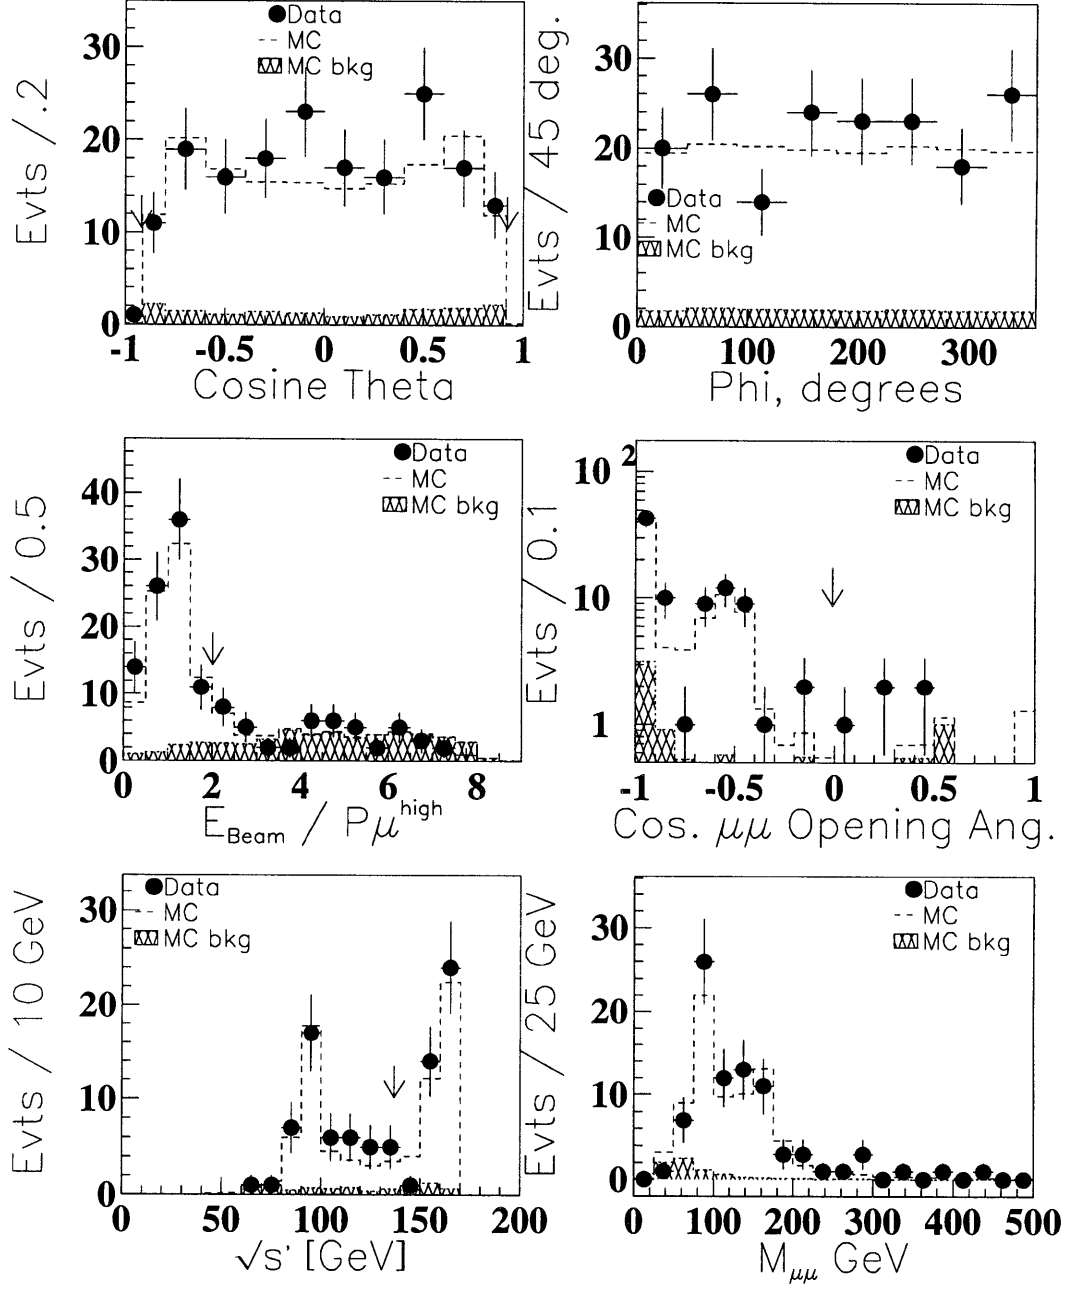 Evts / .2
30
20
10
0
Data
MC
MC bkg
-1 -0.5 0 0.5 1
Cosine Theta
Evts / 45 deg.
30
20
10
0
Data
MC
MC bkg
0 100 200 300
Phi, degrees
Evts / 0.5
40
30
20
10
0
Data
MC
MC bkg
0 2 4 6 8
E_Beam / Pμ^high
Evts / 0.1
10^2
10
1
Data
MC
MC bkg
-1 -0.5 0 0.5 1
Cos. μμ Opening Ang.
Evts / 10 GeV
30
20
10
0
Data
MC
MC bkg
0 50 100 150 200
√s' [GeV]
Evts / 25 GeV
30
20
10
0
Data
MC
MC bkg
0 100 200 300 400 500
M_μμ GeV